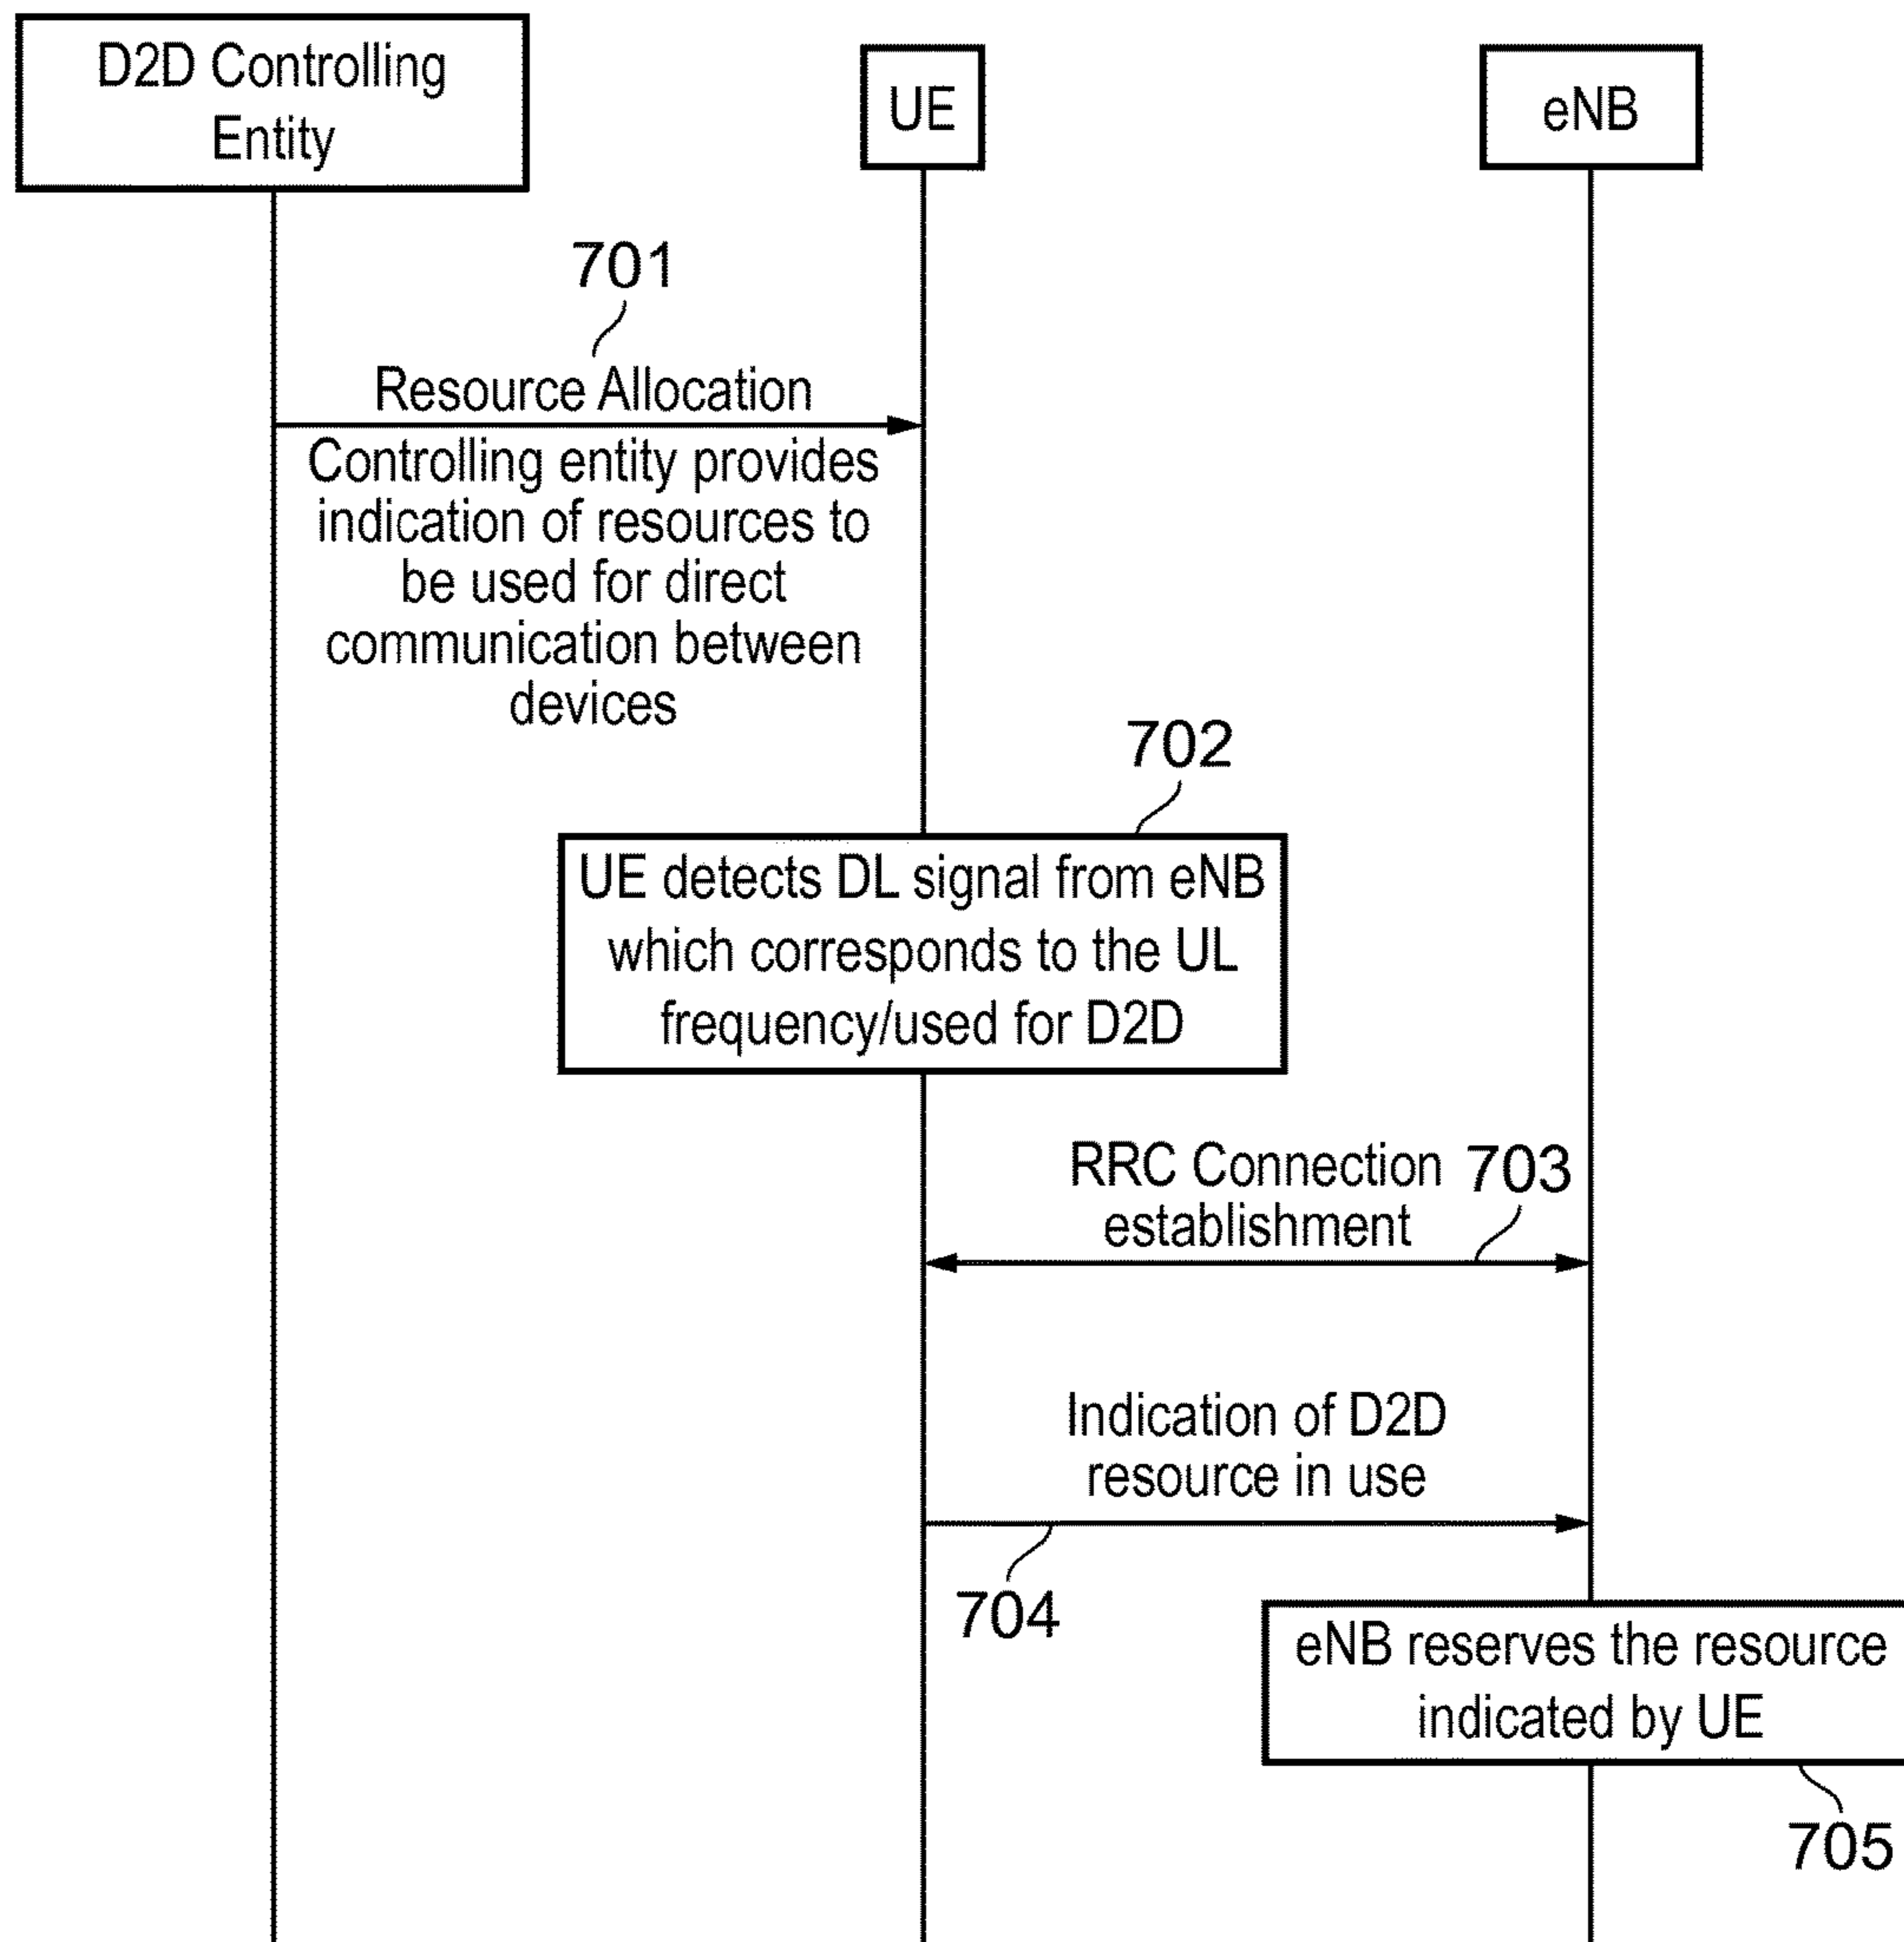 D2D Controlling
Entity
UE
eNB
701
Resource Allocation
Controlling entity provides
indication of resources to
be used for direct
communication between
devices
702
UE detects DL signal from eNB
which corresponds to the UL
frequency/used for D2D
RRC Connection 703
establishment
Indication of D2D
resource in use
704
eNB reserves the resource
indicated by UE
705